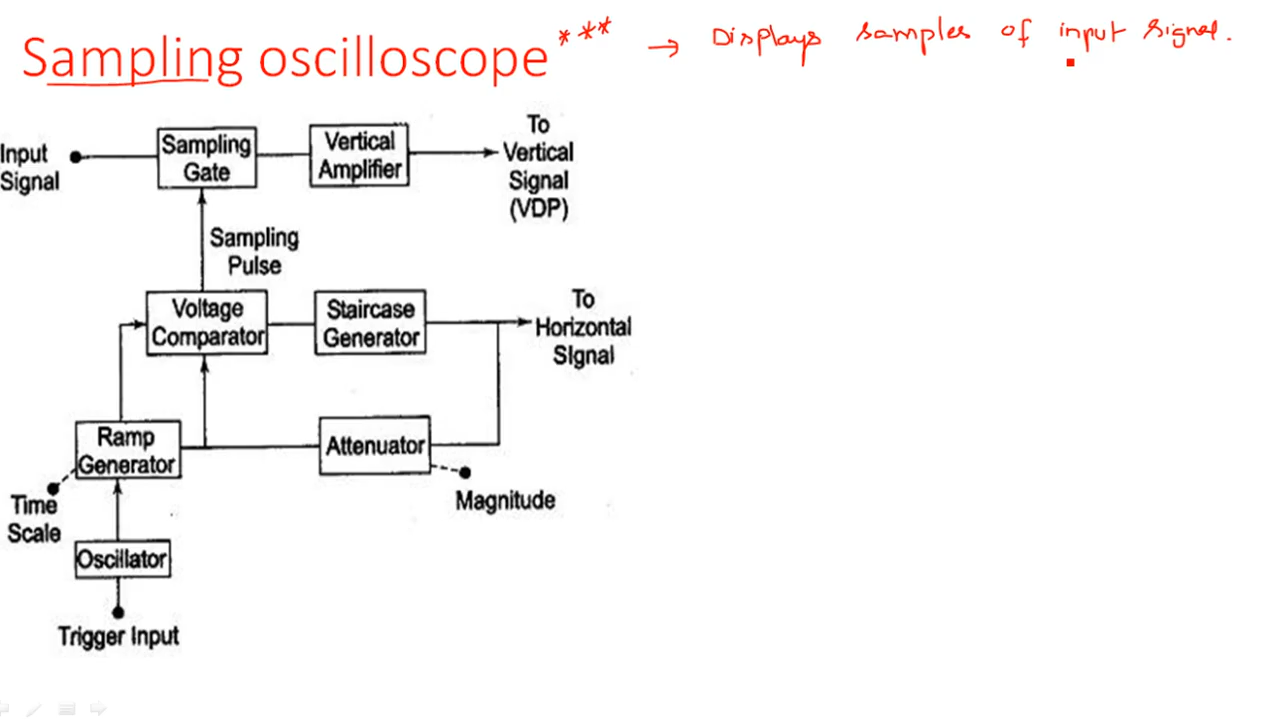 Sampling oscilloscope*** → Displays samples of input signal.
Input
Signal
Sampling
Gate
Vertical
Amplifier
To
Vertical
Signal
(VDP)
Sampling
Pulse
Voltage
Comparator
Staircase
Generator
To
Horizontal
SIgnal
Ramp
Generator
Attenuator
Time
Scale
Magnitude
Oscillator
Trigger Input